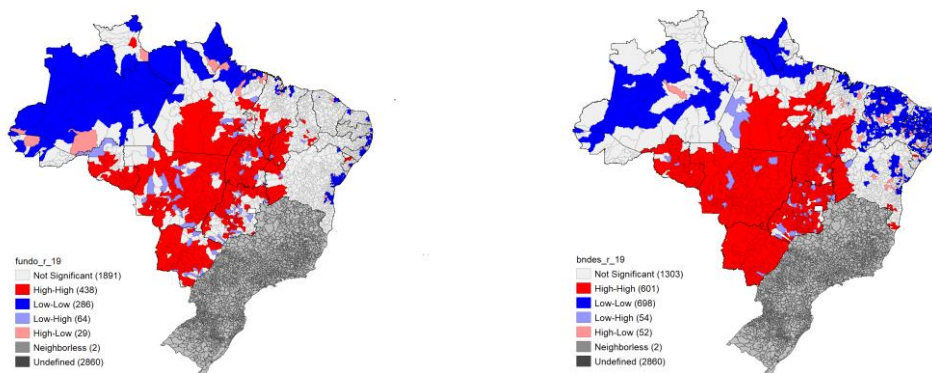 fundo_r_19
Not Significant (1891)
High-High (438)
Low-Low (286)
Low-High (64)
High-Low (29)
Neighborless (2)
Undefined (2860)
bndes_r_19
Not Significant (1303)
High-High (601)
Low-Low (698)
Low-High (54)
High-Low (52)
Neighborless (2)
Undefined (2860)